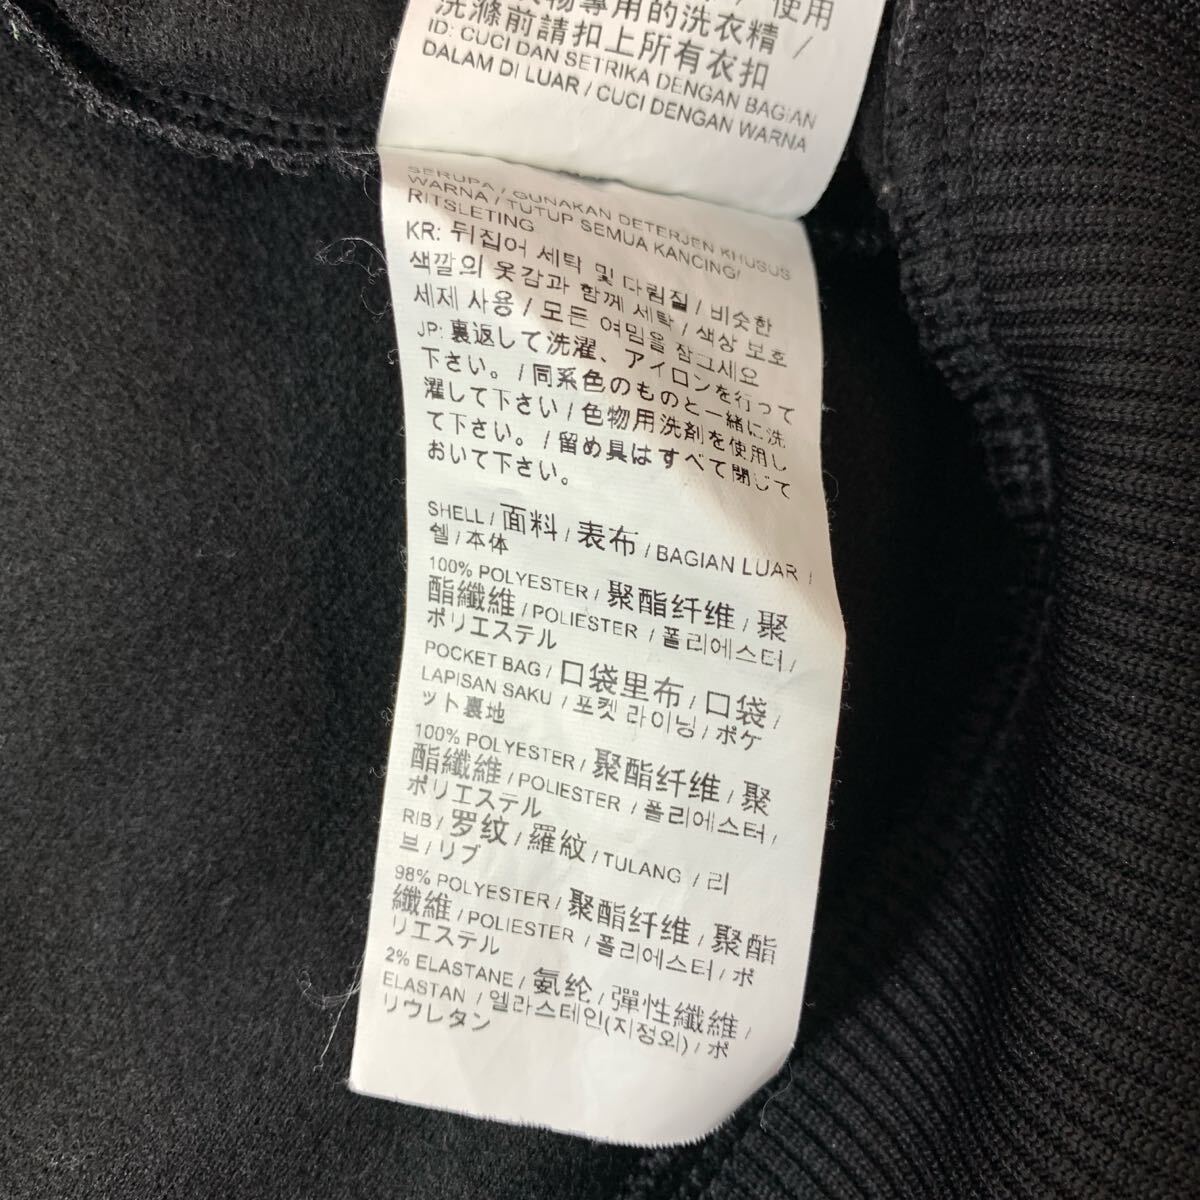 使用
物專用的洗衣精 /
洗滌前請扣上所有衣扣
ID: CUCI DAN SETRIKA DENGAN BAGIAN
DALAM DI LUAR / CUCI DENGAN WARNA
SERUPA / GUNAKAN DETERJEN KHUSUS
WARNA / TUTUP SEMUA KANCING/
RITSLETING
KR: 뒤집어 세탁 및 다림질 / 비슷한
색깔의 옷감과 함께 세탁 / 색상 보호
세제 사용 / 모든 여밈을 잠그세요
JP: 裏返して洗濯、アイロンを行って
下さい。/ 同系色のものと一緒に洗
濯して下さい / 色物用洗剤を使用し
て下さい。/ 留め具はすべて閉じて
おいて下さい。
SHELL / 面料 / 表布 / BAGIAN LUAR /
쉘 / 本体
100% POLYESTER / 聚酯纤维 / 聚
酯纖維 / POLIESTER / 폴리에스터 /
ポリエステル
POCKET BAG / 口袋里布 / 口袋 /
LAPISAN SAKU / 포켓 라이닝 / ポケ
ット裏地
100% POLYESTER / 聚酯纤维 / 聚
酯纖維 / POLIESTER / 폴리에스터 /
ポリエステル
RIB / 罗纹 / 羅紋 / TULANG / 리
브 / リブ
98% POLYESTER / 聚酯纤维 / 聚酯
纖維 / POLIESTER / 폴리에스터 / ポ
リエステル
2% ELASTANE / 氨纶 / 彈性纖維 /
ELASTAN / 엘라스테인(지정외) / ポ
リウレタン